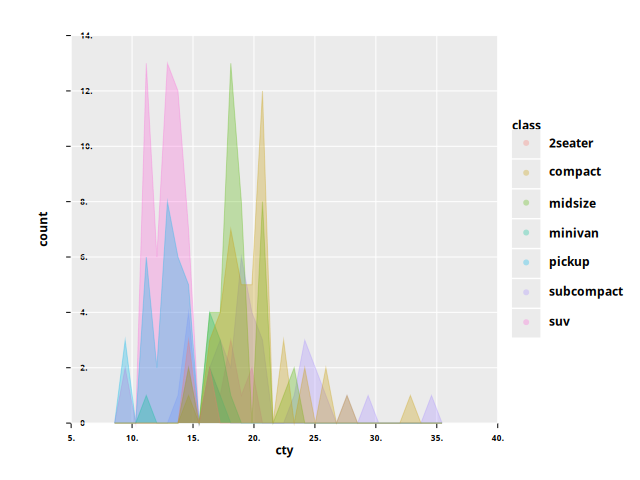 14.
12.
10.
8.
6.
4.
2.
0
5.
10.
15.
20.
25.
30.
35.
40.
cty
count
class
2seater
compact
midsize
minivan
pickup
subcompact
suv